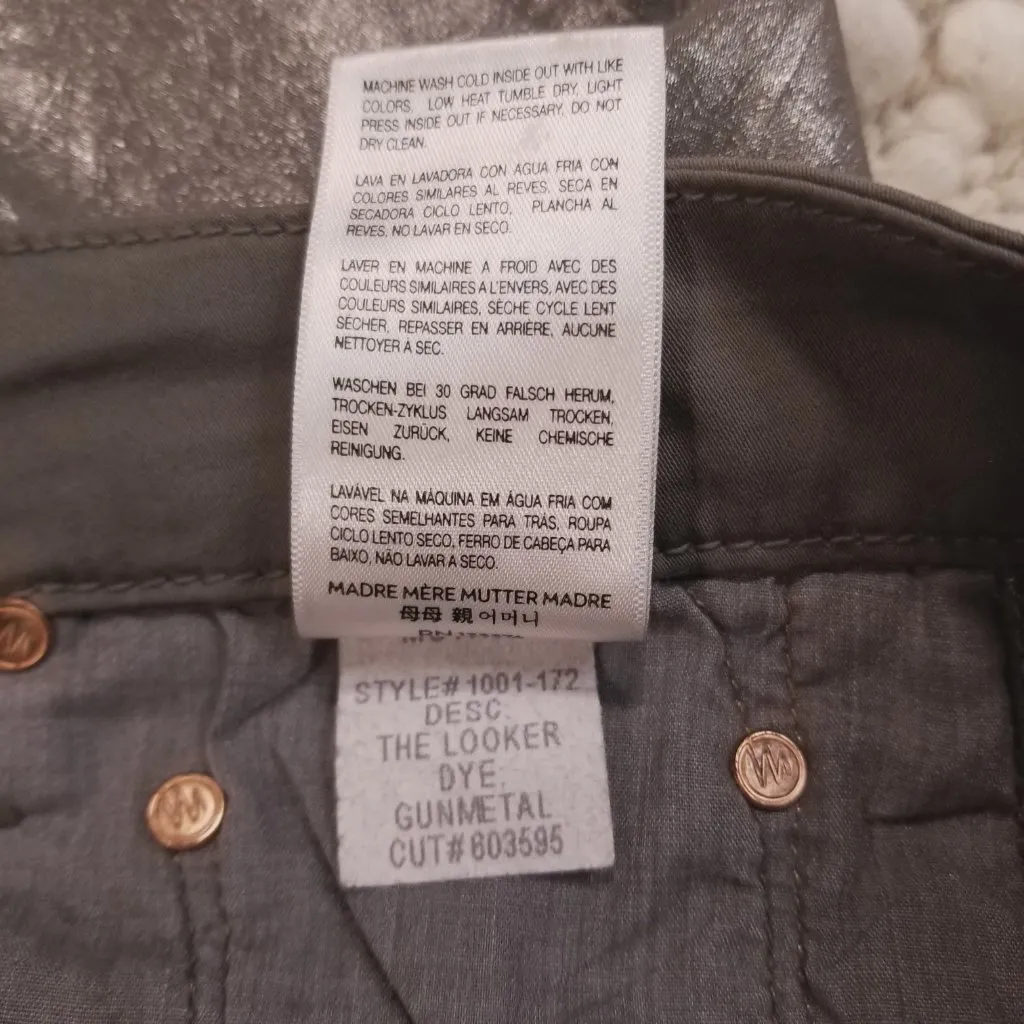 MACHINE WASH COLD INSIDE OUT WITH LIKE
COLORS, LOW HEAT TUMBLE DRY, LIGHT
PRESS INSIDE OUT IF NECESSARY, DO NOT
DRY CLEAN.
LAVA EN LAVADORA CON AGUA FRIA CON
COLORES SIMILARES AL REVES, SECA EN
SECADORA CICLO LENTO, PLANCHA AL
REVES, NO LAVAR EN SECO.
LAVER EN MACHINE A FROID AVEC DES
COULEURS SIMILAIRES A L'ENVERS, AVEC DES
COULEURS SIMILAIRES, SÈCHE CYCLE LENT
SÉCHER, REPASSER EN ARRIÈRE, AUCUNE
NETTOYER A SEC.
WASCHEN BEI 30 GRAD FALSCH HERUM,
TROCKEN-ZYKLUS LANGSAM TROCKEN,
EISEN ZURÜCK, KEINE CHEMISCHE
REINIGUNG.
LAVÁVEL NA MÁQUINA EM ÁGUA FRIA COM
CORES SEMELHANTES PARA TRÁS, ROUPA
CICLO LENTO SECO, FERRO DE CABEÇA PARA
BAIXO, NÃO LAVAR A SECO.
MADRE MÈRE MUTTER MADRE
母母 親 어머니
STYLE# 1001-172
DESC:
THE LOOKER
DYE:
GUNMETAL
CUT# 603595